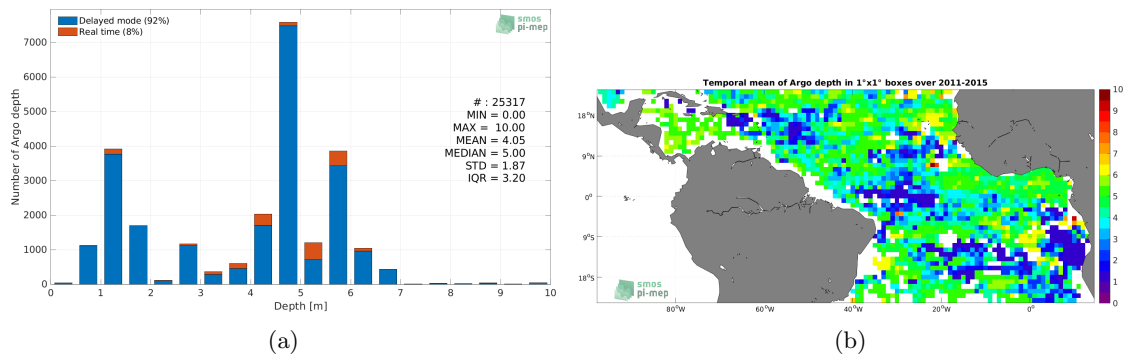 Delayed mode (92%)
Real time (8%)
smos
pi-mep
7000
6000
5000
4000
3000
2000
1000
0
Number of Argo depth
# : 25317
MIN = 0.00
MAX = 10.00
MEAN = 4.05
MEDIAN = 5.00
STD = 1.87
IQR = 3.20
0 1 2 3 4 5 6 7 8 9 10
Depth [m]
(a)
Temporal mean of Argo depth in 1°x1° boxes over 2011-2015
18°N
9°N
0°
9°S
18°S
80°W 60°W 40°W 20°W 0°
smos
pi-mep
10
9
8
7
6
5
4
3
2
1
0
(b)